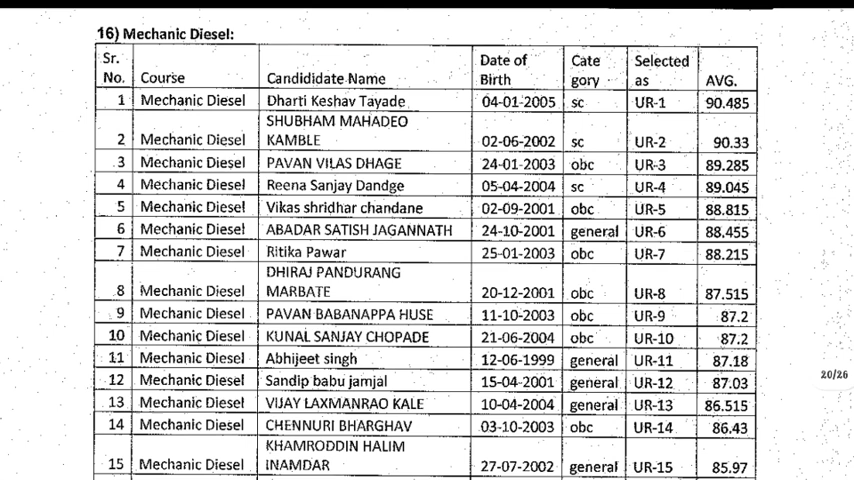 16) Mechanic Diesel:
Sr. No. Course Candididate Name Date of Birth Cate gory Selected as AVG.
1 Mechanic Diesel Dharti Keshav Tayade 04-01-2005 sc UR-1 90.485
2 Mechanic Diesel SHUBHAM MAHADEO KAMBLE 02-06-2002 sc UR-2 90.33
3 Mechanic Diesel PAVAN VILAS DHAGE 24-01-2003 obc UR-3 89.285
4 Mechanic Diesel Reena Sanjay Dandge 05-04-2004 sc UR-4 89.045
5 Mechanic Diesel Vikas shridhar chandane 02-09-2001 obc UR-5 88.815
6 Mechanic Diesel ABADAR SATISH JAGANNATH 24-10-2001 general UR-6 88.455
7 Mechanic Diesel Ritika Pawar 25-01-2003 obc UR-7 88.215
8 Mechanic Diesel DHIRAJ PANDURANG MARBATE 20-12-2001 obc UR-8 87.515
9 Mechanic Diesel PAVAN BABANAPPA HUSE 11-10-2003 obc UR-9 87.2
10 Mechanic Diesel KUNAL SANJAY CHOPADE 21-06-2004 obc UR-10 87.2
11 Mechanic Diesel Abhijeet singh 12-06-1999 general UR-11 87.18
12 Mechanic Diesel Sandip babu jamjal 15-04-2001 general UR-12 87.03
13 Mechanic Diesel VIJAY LAXMANRAO KALE 10-04-2004 general UR-13 86.515
14 Mechanic Diesel CHENNURI BHARGHAV 03-10-2003 obc UR-14 86.43
15 Mechanic Diesel KHAMRODDIN HALIM INAMDAR 27-07-2002 general UR-15 85.97
20/26